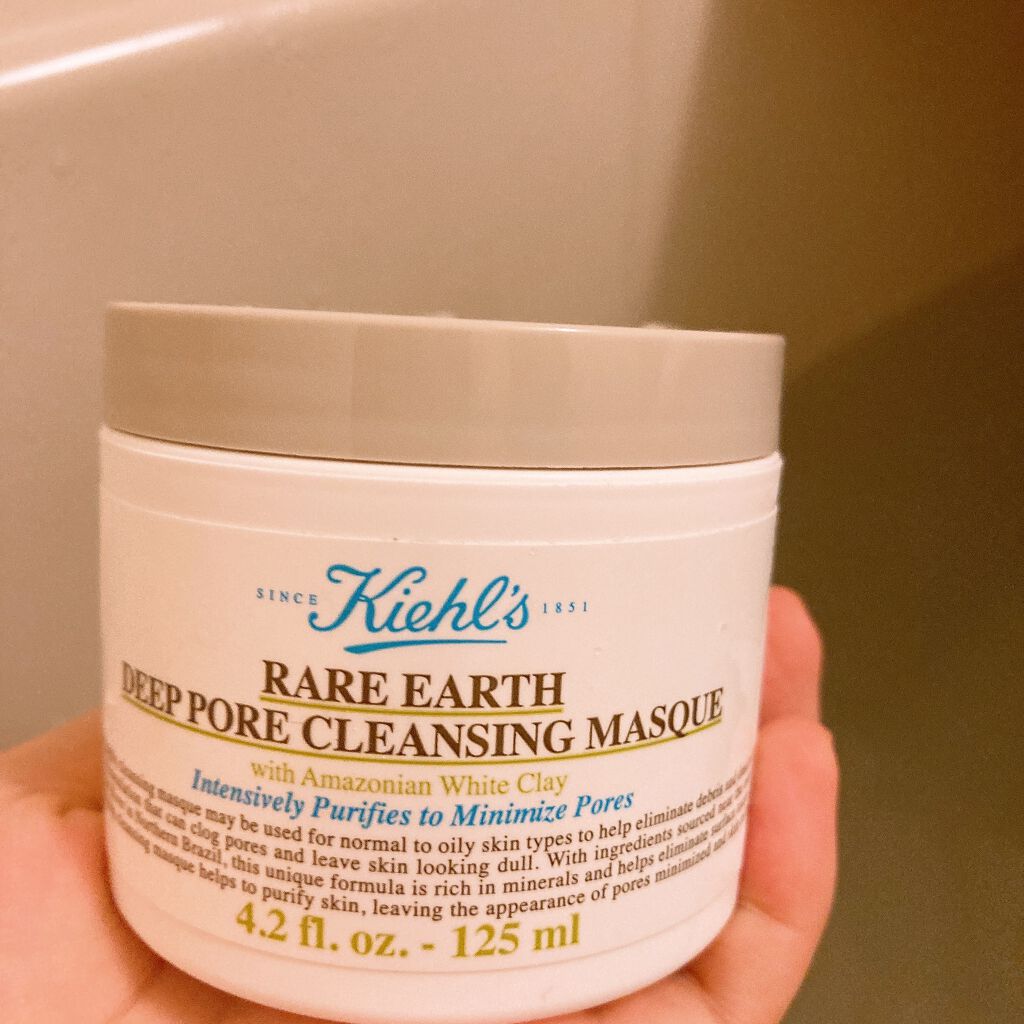 SINCE Kiehl's 1851
RARE EARTH
DEEP PORE CLEANSING MASQUE
with Amazonian White Clay
Intensively Purifies to Minimize Pores
masque may be used for normal to oily skin types to help eliminate debris
that can clog pores and leave skin looking dull. With ingredients sourced near
Northern Brazil, this unique formula is rich in minerals and helps eliminate surface
masque helps to purify skin, leaving the appearance of pores minimized and
4.2 fl. oz. - 125 ml